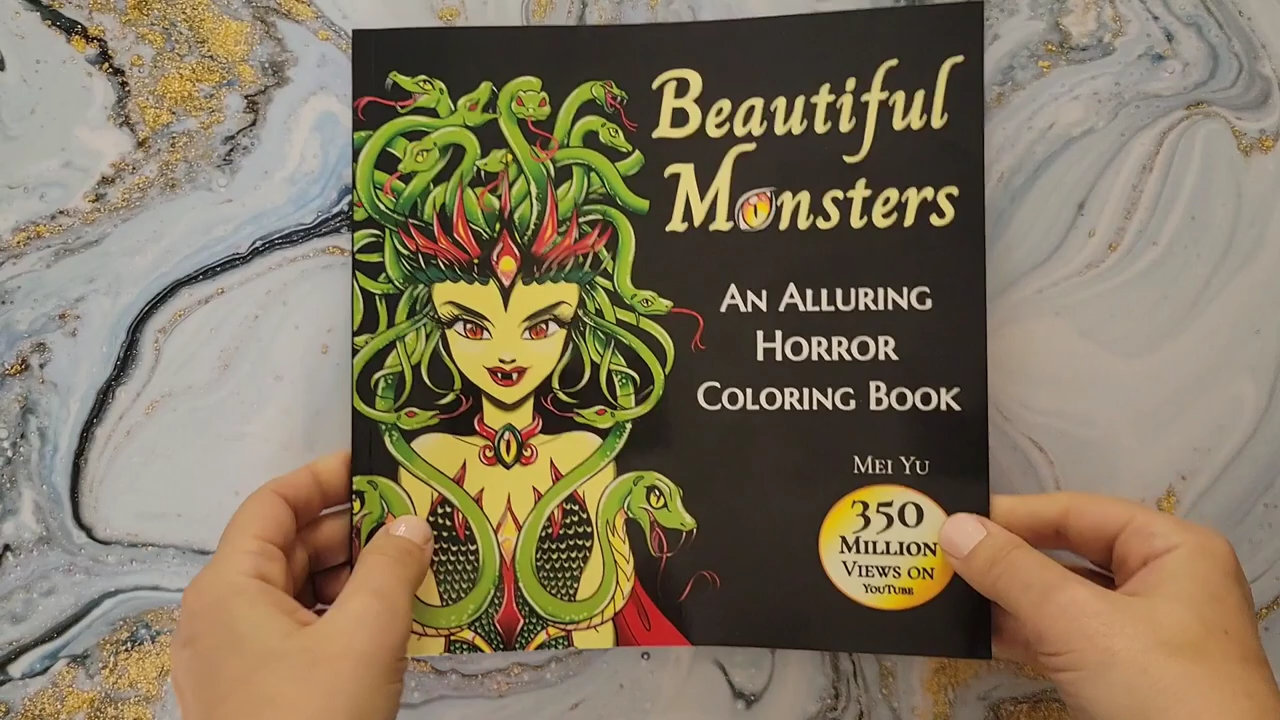 Beautiful
Monsters
An Alluring
Horror
Coloring Book
Mei Yu
350
Million
Views on
YouTube